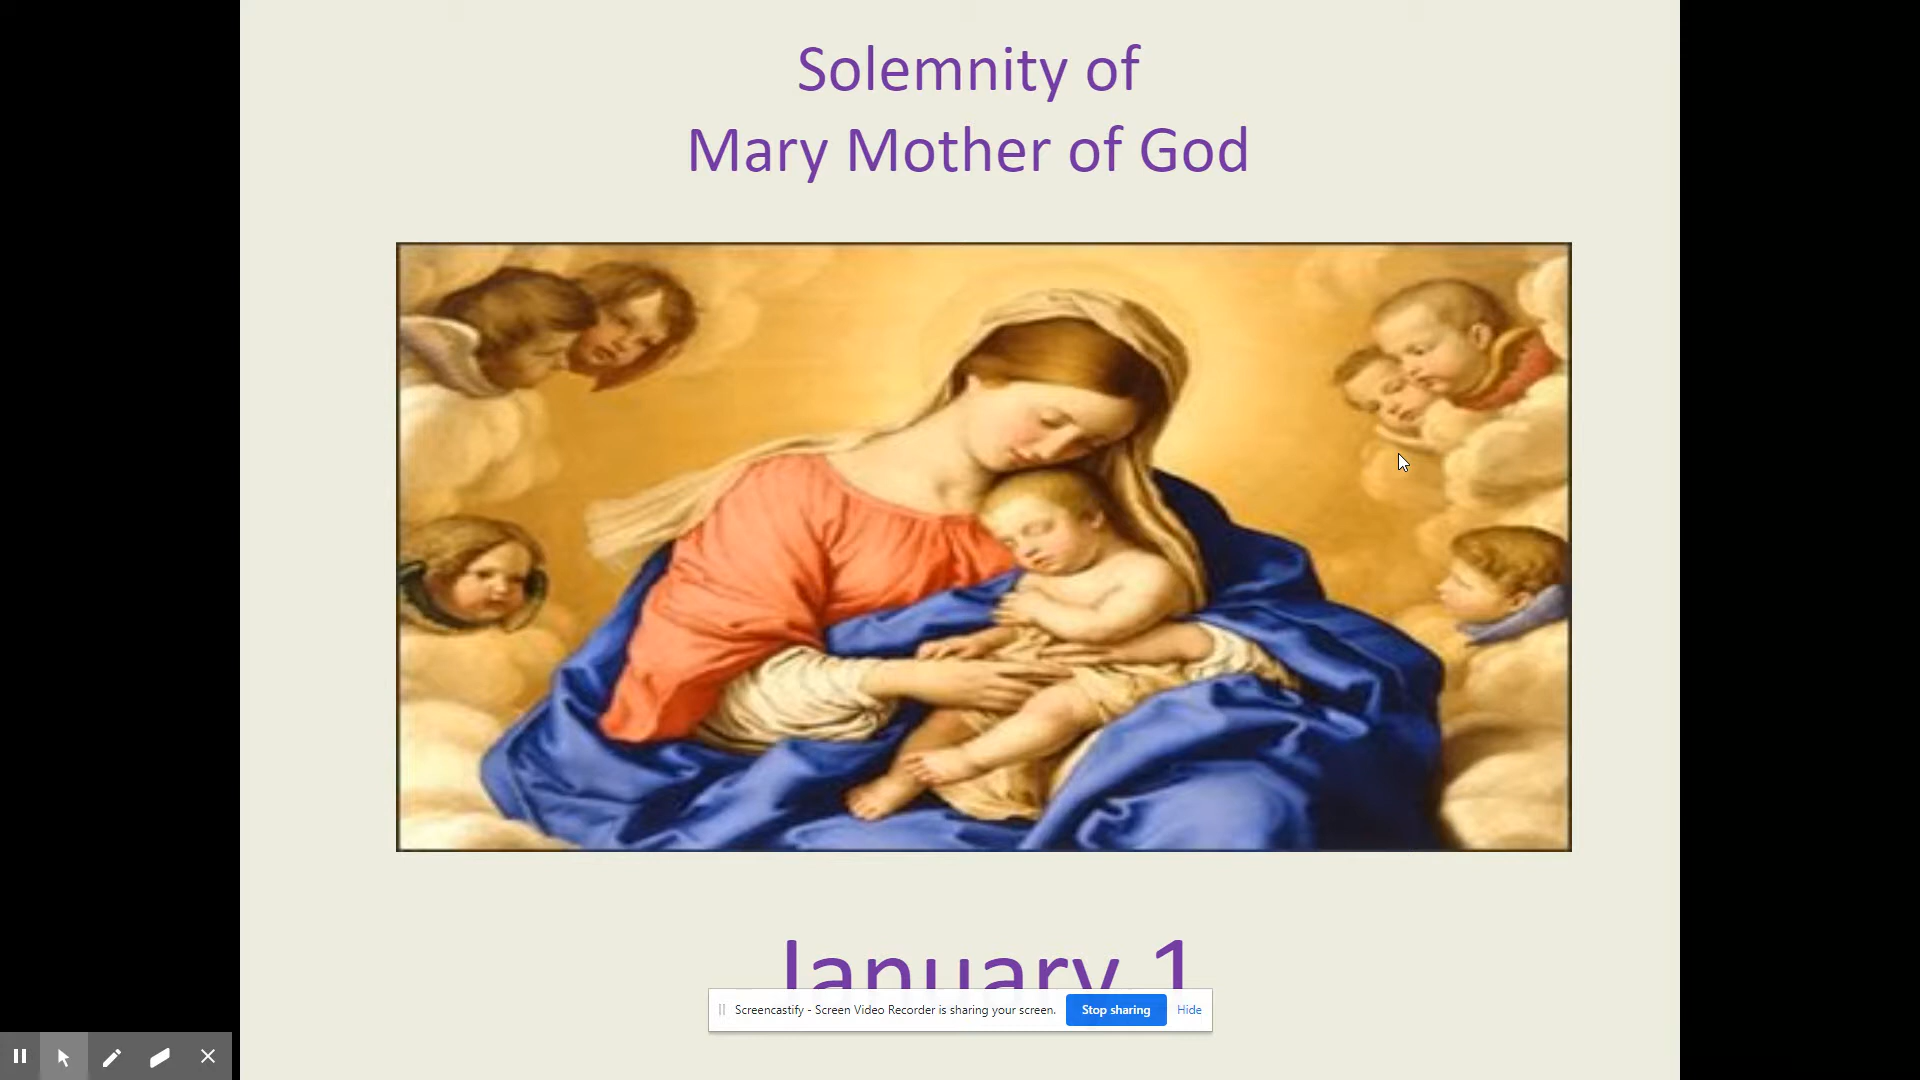 Solemnity of
Mary Mother of God
January 1
Screencastify - Screen Video Recorder is sharing your screen.
Stop sharing
Hide